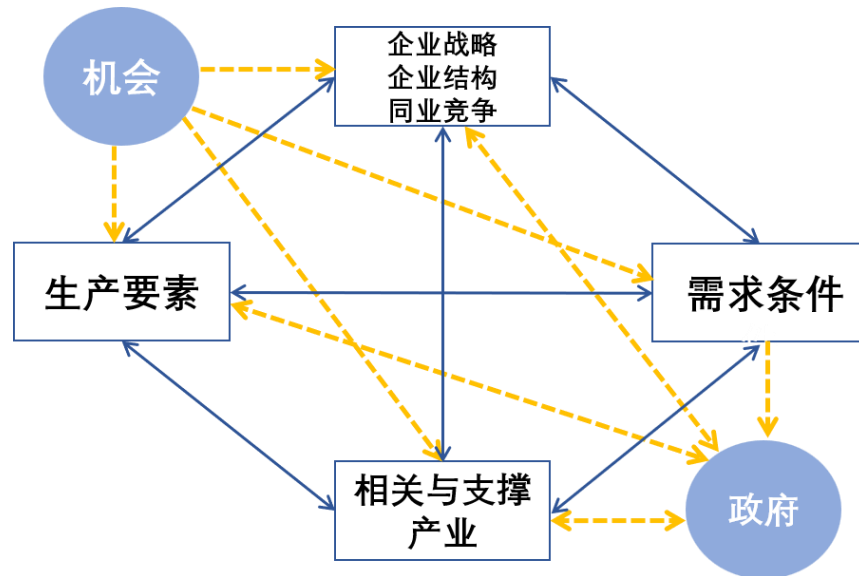 机会
企业战略
企业结构
同业竞争
生产要素
需求条件
相关与支撑
产业
政府